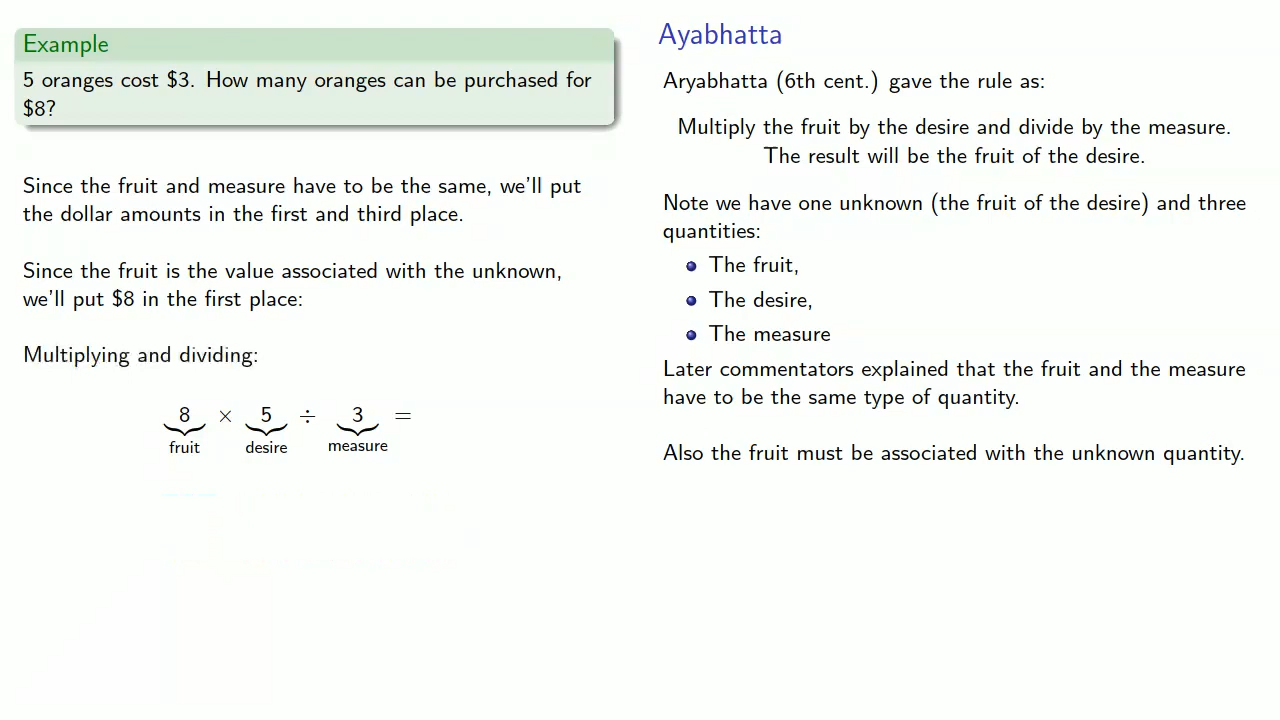 Example
5 oranges cost $3. How many oranges can be purchased for
$8?
Since the fruit and measure have to be the same, we'll put
the dollar amounts in the first and third place.
Since the fruit is the value associated with the unknown,
we'll put $8 in the first place:
Multiplying and dividing:
8 × 5 ÷ 3 =
fruit desire measure
Ayabhatta
Aryabhatta (6th cent.) gave the rule as:
Multiply the fruit by the desire and divide by the measure.
The result will be the fruit of the desire.
Note we have one unknown (the fruit of the desire) and three
quantities:
The fruit,
The desire,
The measure
Later commentators explained that the fruit and the measure
have to be the same type of quantity.
Also the fruit must be associated with the unknown quantity.